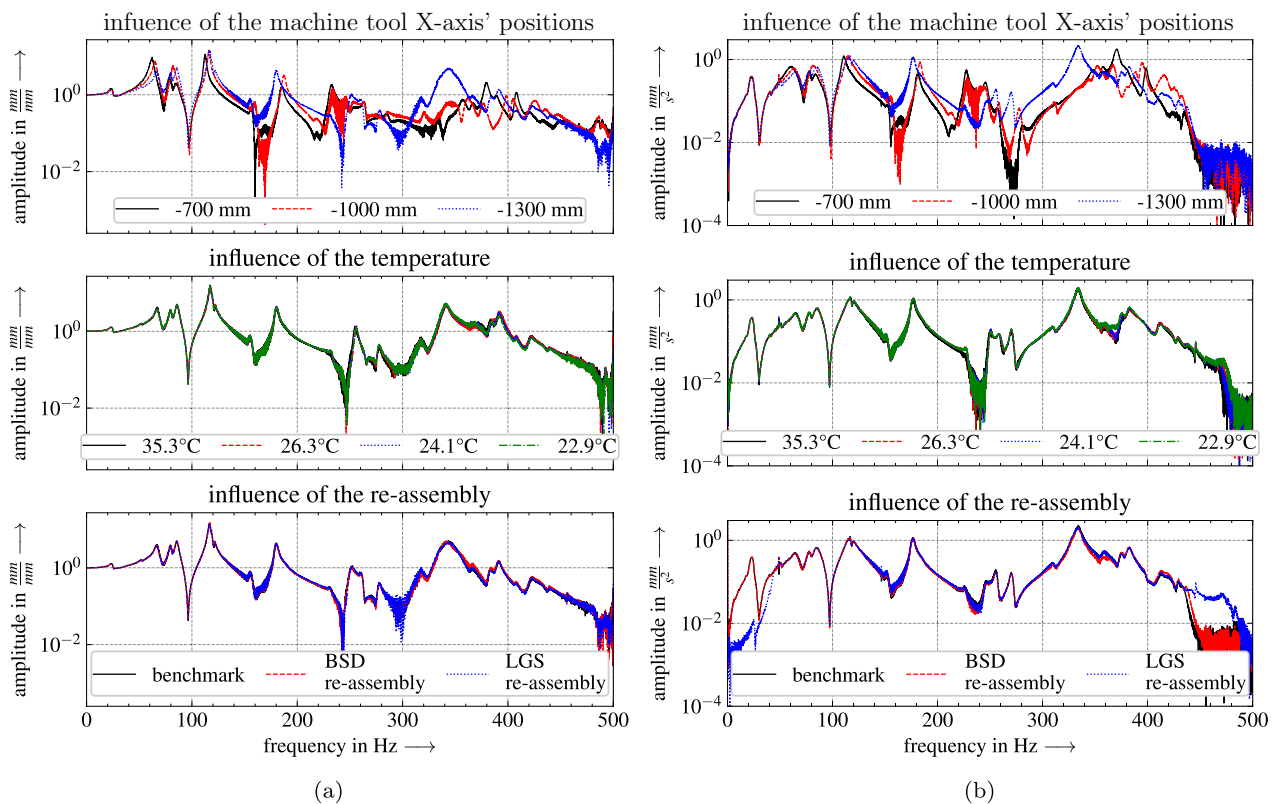 infuence of the machine tool X-axis’ positions
amplitude in mm/mm ⟶
10^0
10^−2
-700 mm -1000 mm -1300 mm
influence of the temperature
amplitude in mm/mm ⟶
10^0
10^−2
35.3°C 26.3°C 24.1°C 22.9°C
influence of the re-assembly
amplitude in mm/mm ⟶
10^0
10^−2
benchmark BSD re-assembly LGS re-assembly
0 100 200 300 400 500
frequency in Hz ⟶
(a)
infuence of the machine tool X-axis’ positions
amplitude in mm/s^2 ⟶
10^0
10^−2
10^−4
-700 mm -1000 mm -1300 mm
influence of the temperature
amplitude in mm/s^2 ⟶
10^0
10^−2
10^−4
35.3°C 26.3°C 24.1°C 22.9°C
influence of the re-assembly
amplitude in mm/s^2 ⟶
10^0
10^−2
10^−4
benchmark BSD re-assembly LGS re-assembly
0 100 200 300 400 500
frequency in Hz ⟶
(b)